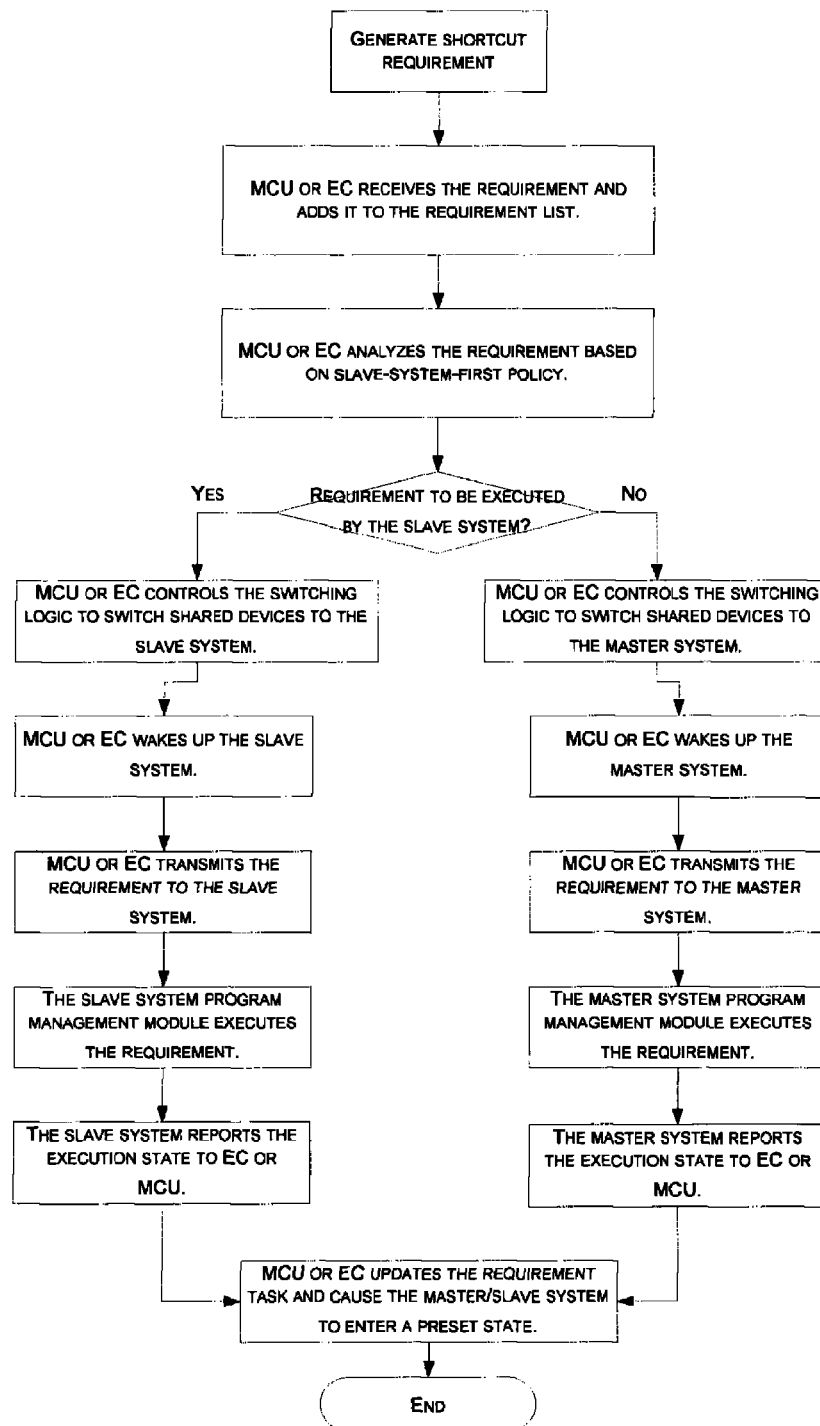 GENERATE SHORTCUT
REQUIREMENT
MCU OR EC RECEIVES THE REQUIREMENT AND
ADDS IT TO THE REQUIREMENT LIST.
MCU OR EC ANALYZES THE REQUIREMENT BASED
ON SLAVE-SYSTEM-FIRST POLICY.
YES
REQUIREMENT TO BE EXECUTED
BY THE SLAVE SYSTEM?
NO
MCU OR EC CONTROLS THE SWITCHING
LOGIC TO SWITCH SHARED DEVICES TO THE
SLAVE SYSTEM.
MCU OR EC CONTROLS THE SWITCHING
LOGIC TO SWITCH SHARED DEVICES TO
THE MASTER SYSTEM.
MCU OR EC WAKES UP THE SLAVE
SYSTEM.
MCU OR EC WAKES UP THE
MASTER SYSTEM.
MCU OR EC TRANSMITS THE
REQUIREMENT TO THE SLAVE
SYSTEM.
MCU OR EC TRANSMITS THE
REQUIREMENT TO THE MASTER
SYSTEM.
THE SLAVE SYSTEM PROGRAM
MANAGEMENT MODULE EXECUTES
THE REQUIREMENT.
THE MASTER SYSTEM PROGRAM
MANAGEMENT MODULE EXECUTES
THE REQUIREMENT.
THE SLAVE SYSTEM REPORTS THE
EXECUTION STATE TO EC OR
MCU.
THE MASTER SYSTEM REPORTS
THE EXECUTION STATE TO EC OR
MCU.
MCU OR EC UPDATES THE REQUIREMENT
TASK AND CAUSE THE MASTER/SLAVE SYSTEM
TO ENTER A PRESET STATE.
END